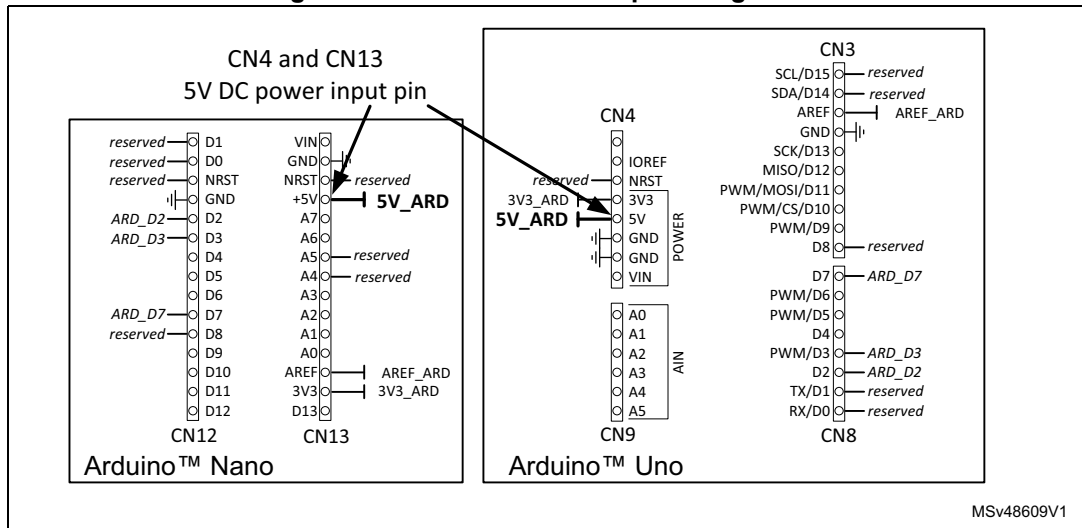 CN4 and CN13
5V DC power input pin
reserved D1
reserved D0
reserved NRST
GND
ARD_D2 D2
ARD_D3 D3
D4
D5
D6
ARD_D7 D7
reserved D8
D9
D10
D11
D12
CN12
VIN
GND
NRST reserved
+5V 5V_ARD
A7
A6
A5 reserved
A4 reserved
A3
A2
A1
A0
AREF AREF_ARD
3V3 3V3_ARD
D13
CN13
Arduino™ Nano
CN4
IOREF
reserved NRST
3V3_ARD 3V3
5V_ARD 5V
GND
GND
VIN
POWER
A0
A1
A2
A3
A4
A5
AIN
CN9
CN3
SCL/D15 reserved
SDA/D14 reserved
AREF AREF_ARD
GND
SCK/D13
MISO/D12
PWM/MOSI/D11
PWM/CS/D10
PWM/D9
D8 reserved
D7 ARD_D7
PWM/D6
PWM/D5
D4
PWM/D3 ARD_D3
D2 ARD_D2
TX/D1 reserved
RX/D0 reserved
CN8
Arduino™ Uno
MSv48609V1